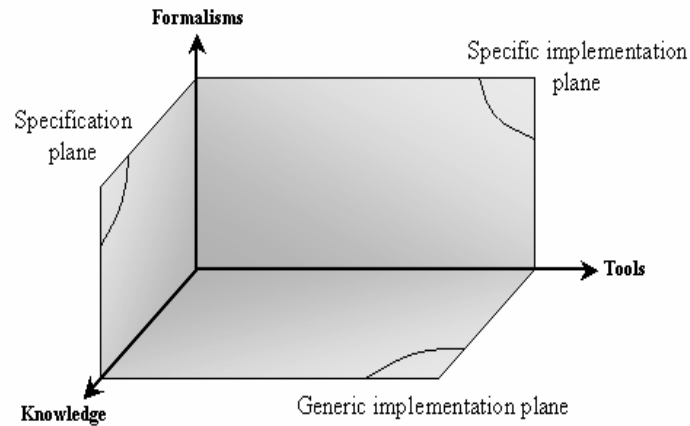 Formalisms
Specific implementation
plane
Specification
plane
Tools
Knowledge
Generic implementation plane